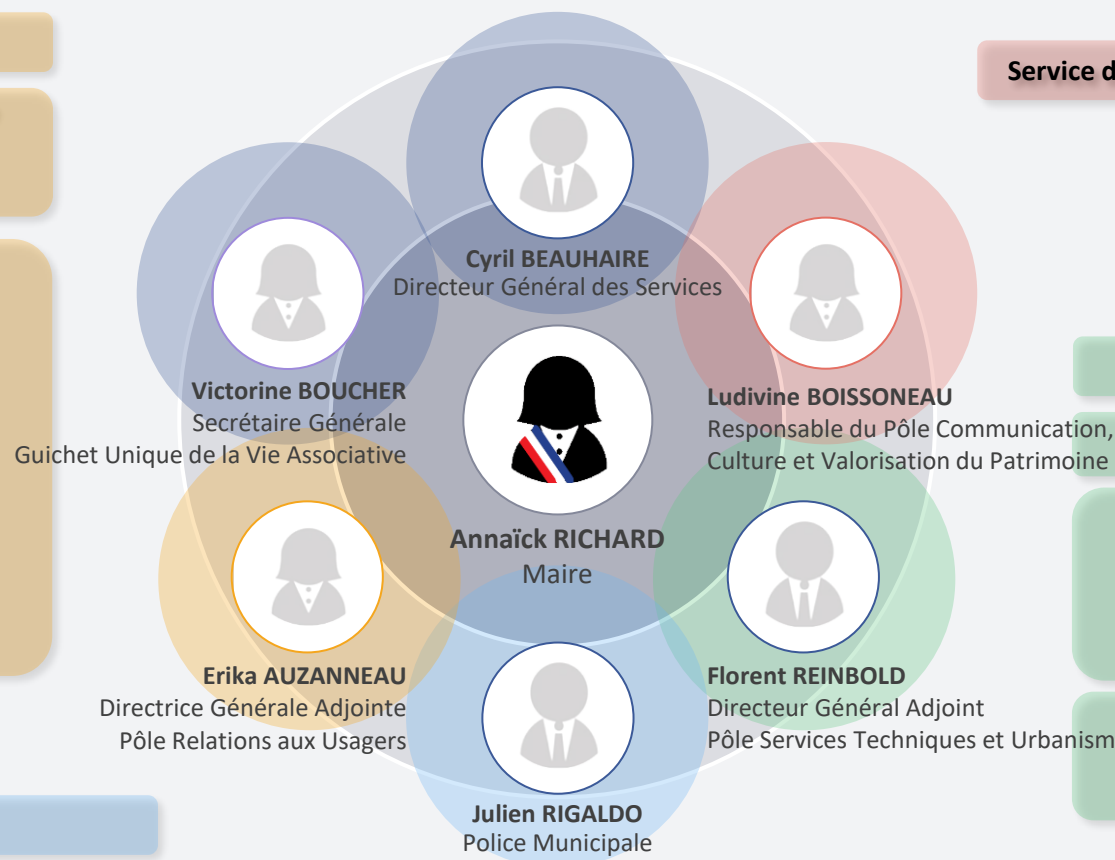 Service d
Cyril BEAUHAIRE
Directeur Général des Services
Victorine BOUCHER
Secrétaire Générale
Guichet Unique de la Vie Associative
Ludivine BOISSONEAU
Responsable du Pôle Communication,
Culture et Valorisation du Patrimoine
Annaïck RICHARD
Maire
Erika AUZANNEAU
Directrice Générale Adjointe
Pôle Relations aux Usagers
Florent REINBOLD
Directeur Général Adjoint
Pôle Services Techniques et Urbanism
Julien RIGALDO
Police Municipale